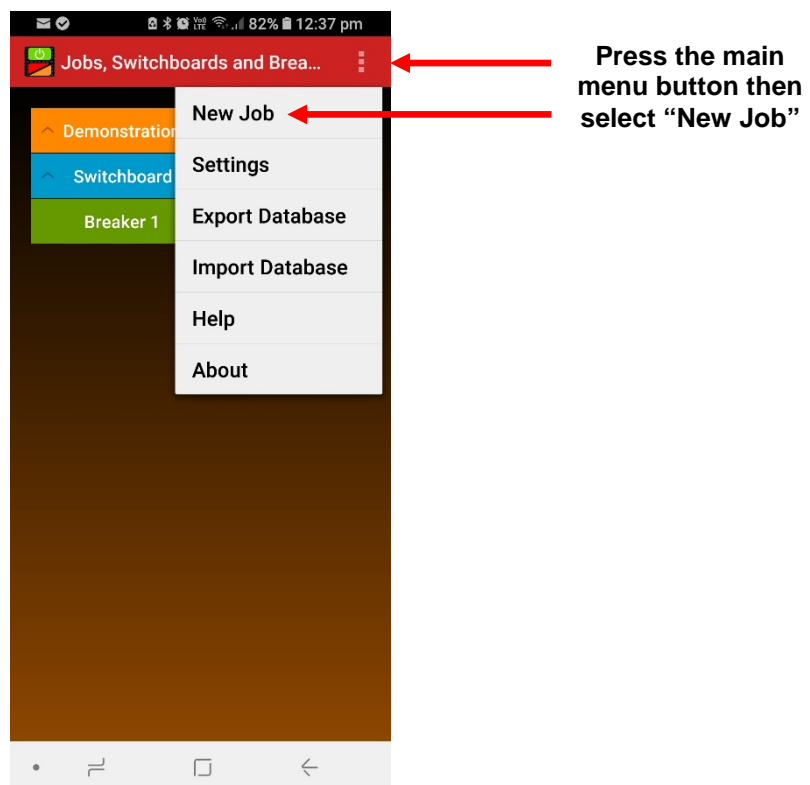 82% 12:37 pm
Jobs, Switchboards and Brea...
Press the main
menu button then
select “New Job”
New Job
Demonstration
Settings
Switchboard
Export Database
Breaker 1
Import Database
Help
About